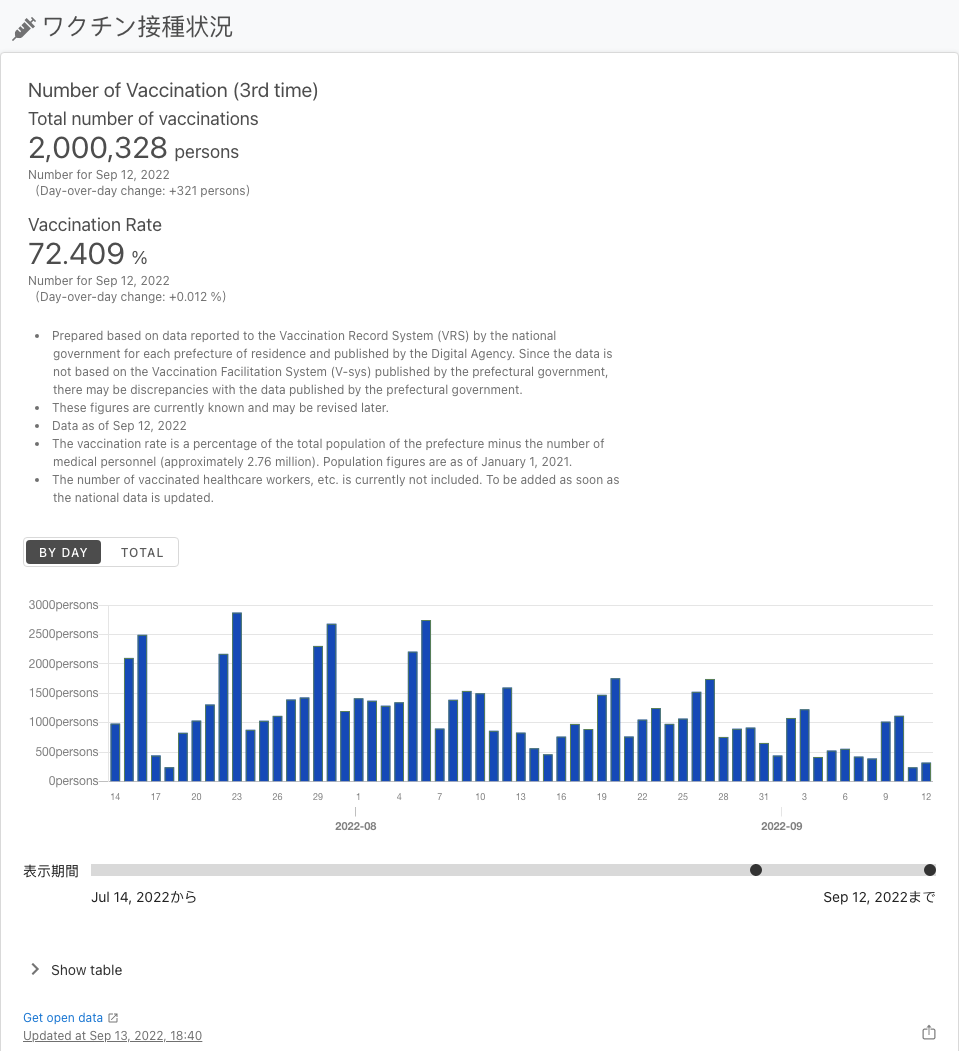 ワクチン接種状況
Number of Vaccination (3rd time)
Total number of vaccinations
2,000,328 persons
Number for Sep 12, 2022
(Day-over-day change: +321 persons)
Vaccination Rate
72.409 %
Number for Sep 12, 2022
(Day-over-day change: +0.012 %)
• Prepared based on data reported to the Vaccination Record System (VRS) by the national
government for each prefecture of residence and published by the Digital Agency. Since the data is
not based on the Vaccination Facilitation System (V-sys) published by the prefectural government,
there may be discrepancies with the data published by the prefectural government.
• These figures are currently known and may be revised later.
• Data as of Sep 12, 2022
• The vaccination rate is a percentage of the total population of the prefecture minus the number of
medical personnel (approximately 2.76 million). Population figures are as of January 1, 2021.
• The number of vaccinated healthcare workers, etc. is currently not included. To be added as soon as
the national data is updated.
BY DAY TOTAL
3000persons
2500persons
2000persons
1500persons
1000persons
500persons
0persons
14 17 20 23 26 29 1 4 7 10 13 16 19 22 25 28 31 3 6 9 12
2022-08 2022-09
表示期間
Jul 14, 2022から Sep 12, 2022まで
Show table
Get open data
Updated at Sep 13, 2022, 18:40